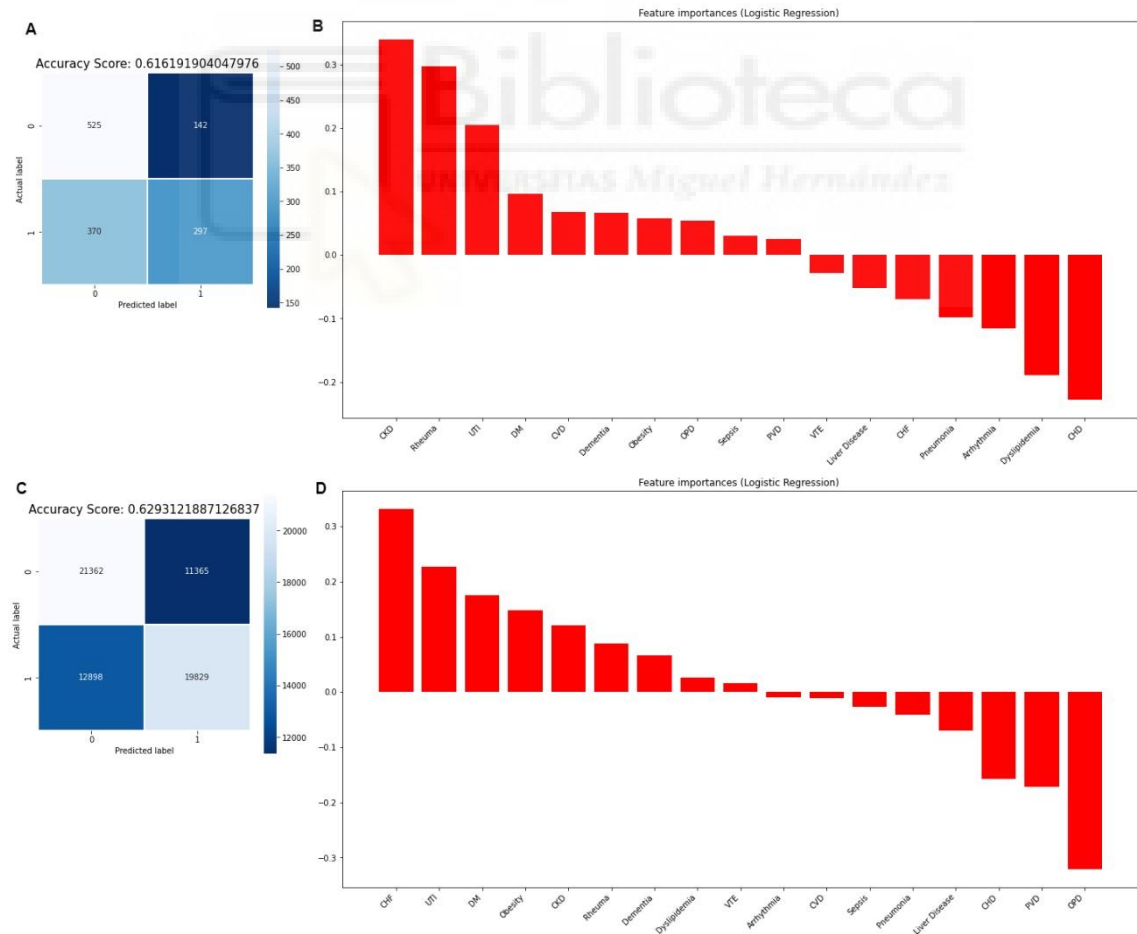 A
Accuracy Score: 0.616191904047976
525 142
370 297
0
1
Actual label
0 1
Predicted label
500
450
400
350
300
250
200
150
B
Feature importances (Logistic Regression)
0.3
0.2
0.1
0.0
−0.1
−0.2
CKD Rheuma UTI DM CVD Dementia Obesity OPD Sepsis PVD VTE Liver Disease CHF Pneumonia Arrhythmia Dyslipidemia CHD
Biblioteca
UNIVERSITAS Miguel Hernández
C
Accuracy Score: 0.6293121887126837
21362 11365
12898 19829
0
1
Actual label
0 1
Predicted label
20000
18000
16000
14000
12000
D
Feature importances (Logistic Regression)
0.3
0.2
0.1
0.0
−0.1
−0.2
−0.3
CHF UTI DM Obesity CKD Rheuma Dementia Dyslipidemia VTE Arrhythmia CVD Sepsis Pneumonia Liver Disease CHD PVD OPD